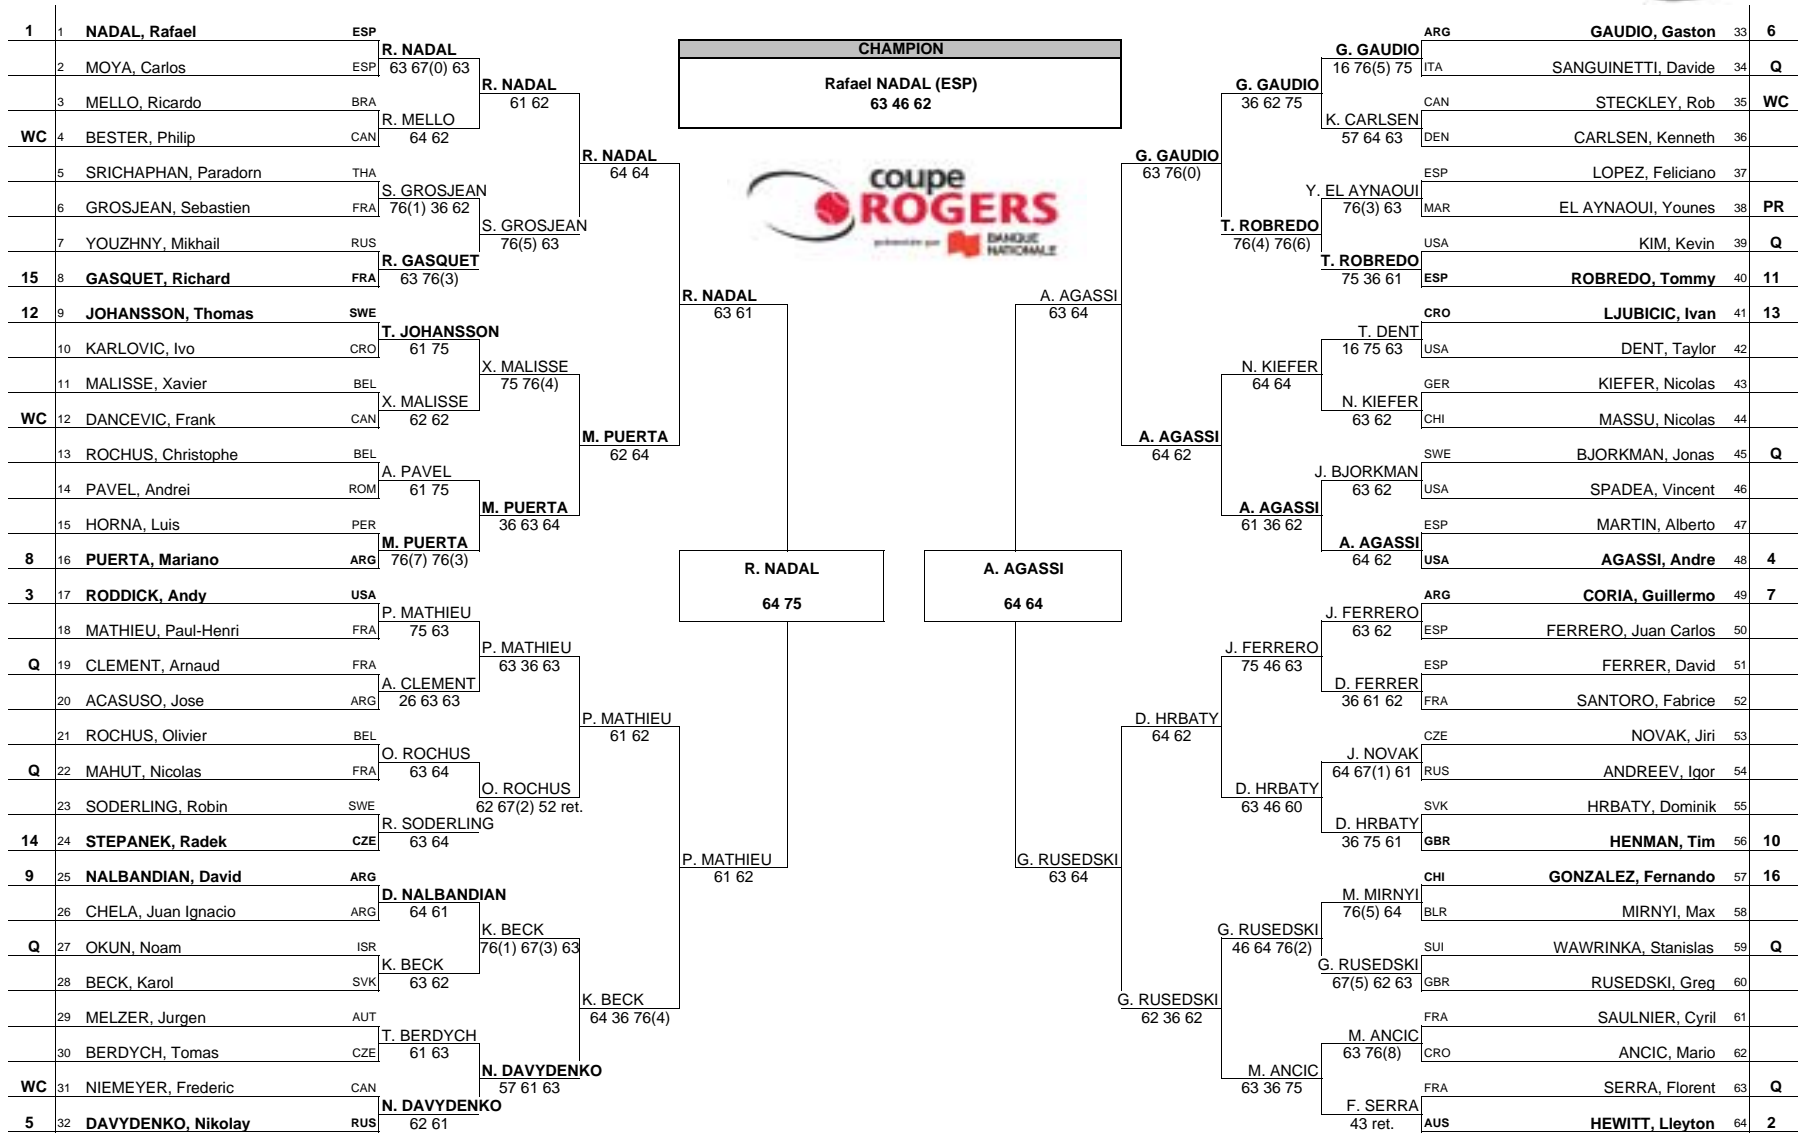 CHAMPION
Rafael NADAL (ESP)
63 46 62
coupe
ROGERS
présentée par BANQUE
NATIONALE
1 1 NADAL, Rafael ESP
2 MOYA, Carlos ESP
3 MELLO, Ricardo BRA
WC 4 BESTER, Philip CAN
5 SRICHAPHAN, Paradorn THA
6 GROSJEAN, Sebastien FRA
7 YOUZHNY, Mikhail RUS
15 8 GASQUET, Richard FRA
12 9 JOHANSSON, Thomas SWE
10 KARLOVIC, Ivo CRO
11 MALISSE, Xavier BEL
WC 12 DANCEVIC, Frank CAN
13 ROCHUS, Christophe BEL
14 PAVEL, Andrei ROM
15 HORNA, Luis PER
8 16 PUERTA, Mariano ARG
3 17 RODDICK, Andy USA
18 MATHIEU, Paul-Henri FRA
Q 19 CLEMENT, Arnaud FRA
20 ACASUSO, Jose ARG
21 ROCHUS, Olivier BEL
Q 22 MAHUT, Nicolas FRA
23 SODERLING, Robin SWE
14 24 STEPANEK, Radek CZE
9 25 NALBANDIAN, David ARG
26 CHELA, Juan Ignacio ARG
Q 27 OKUN, Noam ISR
28 BECK, Karol SVK
29 MELZER, Jurgen AUT
30 BERDYCH, Tomas CZE
WC 31 NIEMEYER, Frederic CAN
5 32 DAVYDENKO, Nikolay RUS
R. NADAL
63 67(0) 63
R. MELLO
64 62
S. GROSJEAN
76(1) 36 62
R. GASQUET
63 76(3)
T. JOHANSSON
61 75
X. MALISSE
62 62
A. PAVEL
61 75
M. PUERTA
76(7) 76(3)
P. MATHIEU
75 63
A. CLEMENT
26 63 63
O. ROCHUS
63 64
R. SODERLING
63 64
D. NALBANDIAN
64 61
K. BECK
63 62
T. BERDYCH
61 63
N. DAVYDENKO
62 61
R. NADAL
61 62
S. GROSJEAN
76(5) 63
X. MALISSE
75 76(4)
M. PUERTA
36 63 64
P. MATHIEU
63 36 63
O. ROCHUS
62 67(2) 52 ret.
K. BECK
76(1) 67(3) 63
N. DAVYDENKO
57 61 63
R. NADAL
64 64
M. PUERTA
62 64
P. MATHIEU
61 62
K. BECK
64 36 76(4)
R. NADAL
63 61
P. MATHIEU
61 62
R. NADAL
64 75
A. AGASSI
64 64
A. AGASSI
63 64
G. RUSEDSKI
63 64
G. GAUDIO
63 76(0)
A. AGASSI
64 62
D. HRBATY
64 62
G. RUSEDSKI
62 36 62
G. GAUDIO
36 62 75
T. ROBREDO
76(4) 76(6)
N. KIEFER
64 64
A. AGASSI
61 36 62
J. FERRERO
75 46 63
D. HRBATY
63 46 60
G. RUSEDSKI
46 64 76(2)
M. ANCIC
63 36 75
G. GAUDIO
16 76(5) 75
K. CARLSEN
57 64 63
Y. EL AYNAOUI
76(3) 63
T. ROBREDO
75 36 61
T. DENT
16 75 63
N. KIEFER
63 62
J. BJORKMAN
63 62
A. AGASSI
64 62
J. FERRERO
63 62
D. FERRER
36 61 62
J. NOVAK
64 67(1) 61
D. HRBATY
36 75 61
M. MIRNYI
76(5) 64
G. RUSEDSKI
67(5) 62 63
M. ANCIC
63 76(8)
F. SERRA
43 ret.
ARG GAUDIO, Gaston 33 6
ITA SANGUINETTI, Davide 34 Q
CAN STECKLEY, Rob 35 WC
DEN CARLSEN, Kenneth 36
ESP LOPEZ, Feliciano 37
MAR EL AYNAOUI, Younes 38 PR
USA KIM, Kevin 39 Q
ESP ROBREDO, Tommy 40 11
CRO LJUBICIC, Ivan 41 13
USA DENT, Taylor 42
GER KIEFER, Nicolas 43
CHI MASSU, Nicolas 44
SWE BJORKMAN, Jonas 45 Q
USA SPADEA, Vincent 46
ESP MARTIN, Alberto 47
USA AGASSI, Andre 48 4
ARG CORIA, Guillermo 49 7
ESP FERRERO, Juan Carlos 50
ESP FERRER, David 51
FRA SANTORO, Fabrice 52
CZE NOVAK, Jiri 53
RUS ANDREEV, Igor 54
SVK HRBATY, Dominik 55
GBR HENMAN, Tim 56 10
CHI GONZALEZ, Fernando 57 16
BLR MIRNYI, Max 58
SUI WAWRINKA, Stanislas 59 Q
GBR RUSEDSKI, Greg 60
FRA SAULNIER, Cyril 61
CRO ANCIC, Mario 62
FRA SERRA, Florent 63 Q
AUS HEWITT, Lleyton 64 2